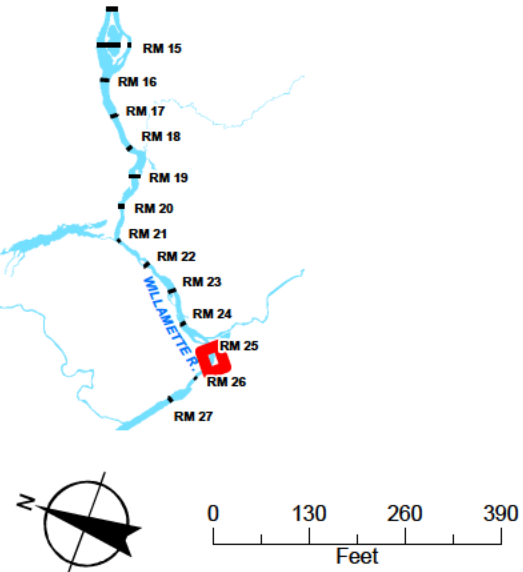 RM 15
RM 16
RM 17
RM 18
RM 19
RM 20
RM 21
RM 22
RM 23
WILLAMETTE R.
RM 24
RM 25
RM 26
RM 27
N
0 130 260 390
Feet